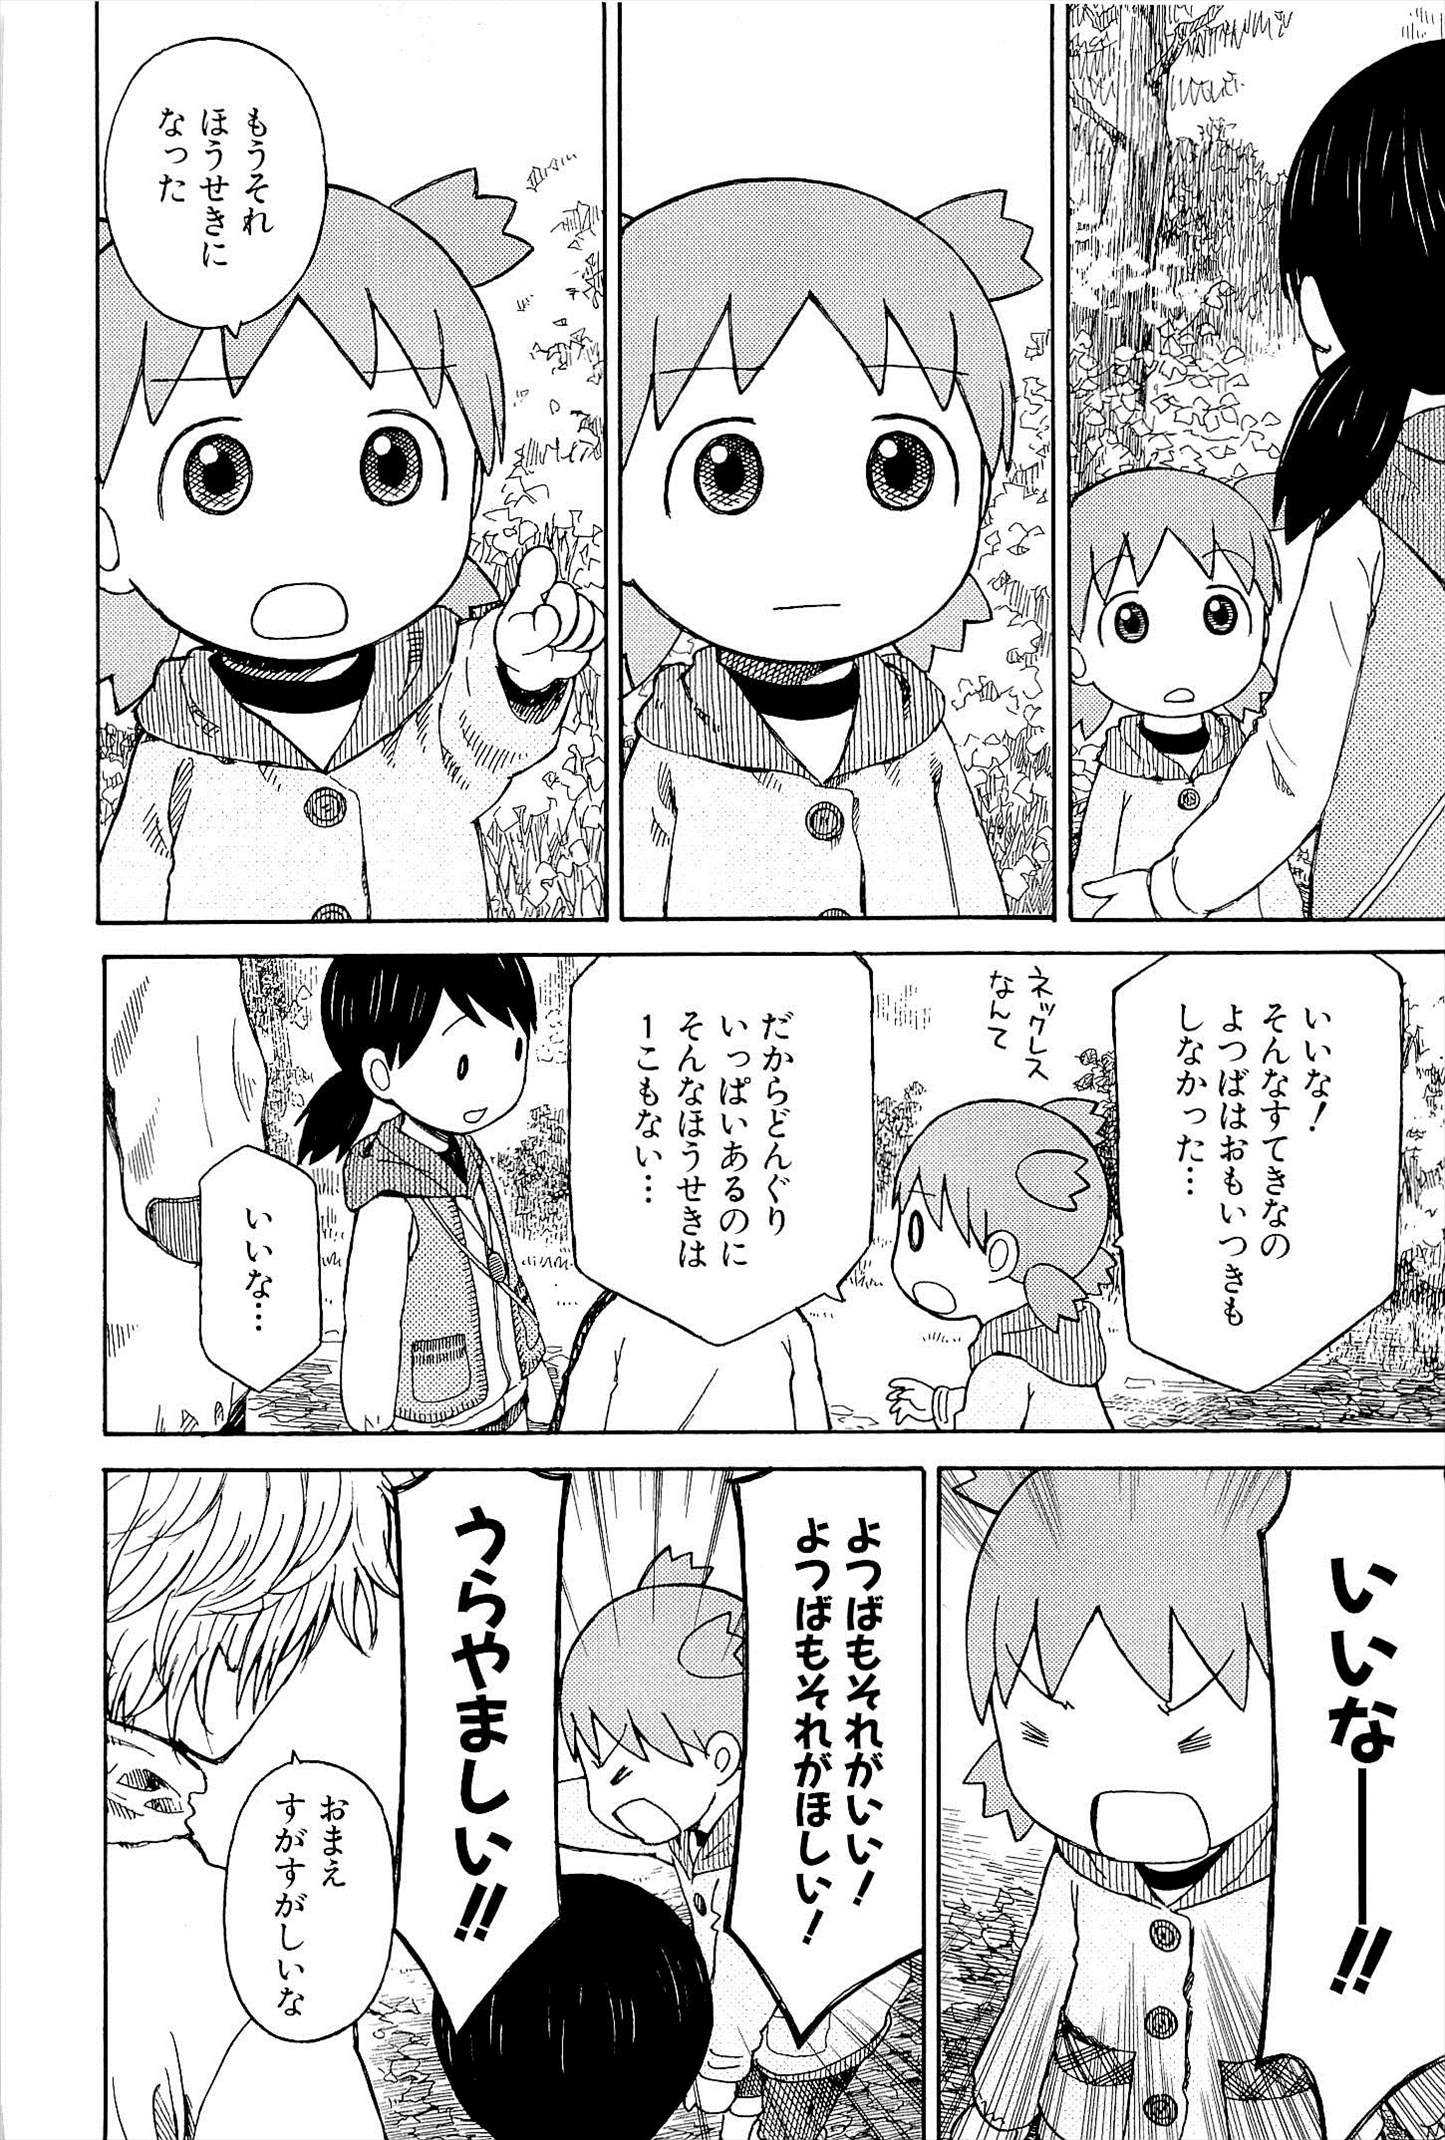 もうそれ
ほうせきに
なった
いいな!
そんなすてきなの
よつばはおもいつきも
しなかった…
ネックレス
なんて
だからどんぐり
いっぱいあるのに
そんなほうせきは
1こもない…
いいな…
いいなーー!!
よつばもそれがいい!
よつばもそれがほしい!
うらやましい!!
おまえ
すがすがしいな